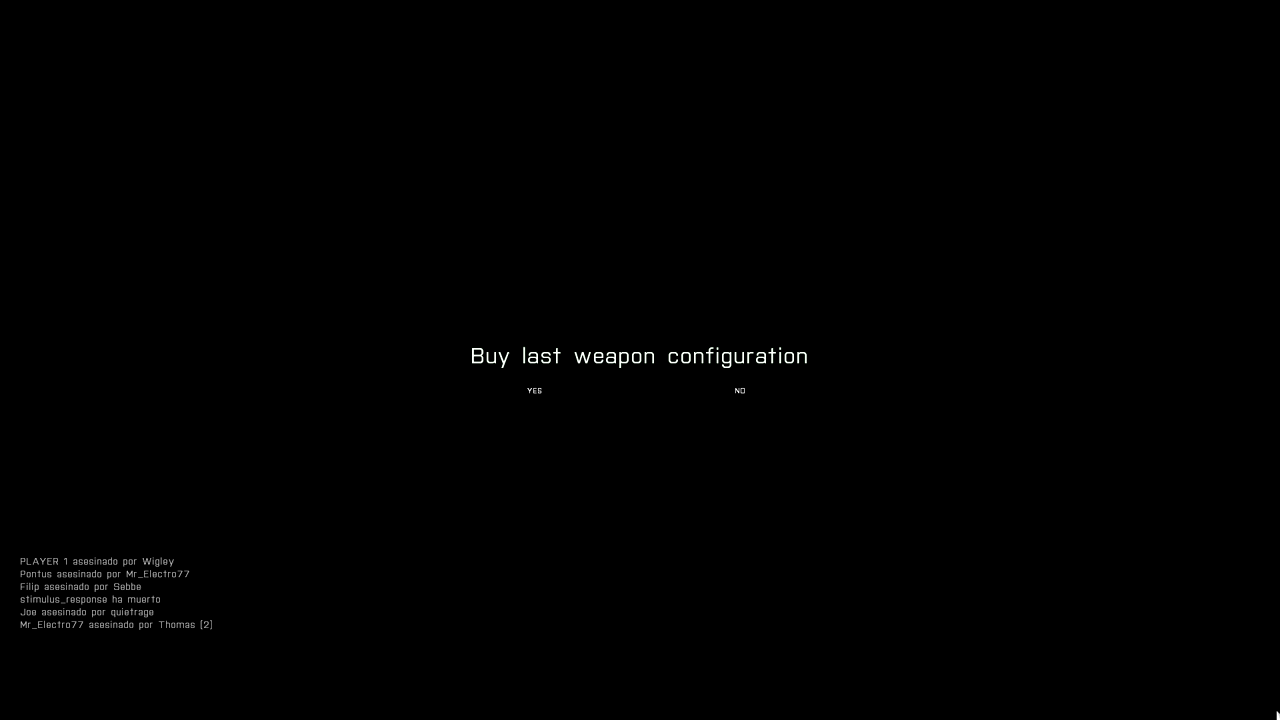 Buy last weapon configuration
YES NO
PLAYER 1 asesinado por Wigley
Pontus asesinado por Mr_Electro77
Filip asesinado por Sebbe
stimulus_response ha muerto
Joe asesinado por quietrage
Mr_Electro77 asesinado por Thomas (2)